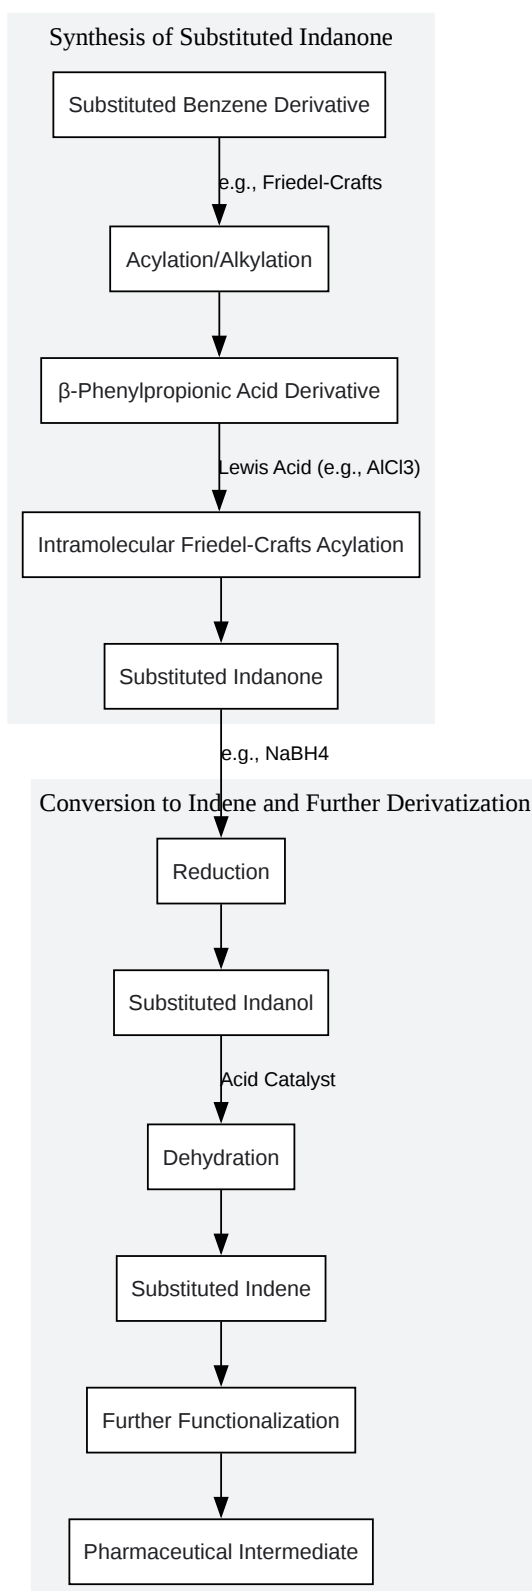 Synthesis of Substituted Indanone
Substituted Benzene Derivative
e.g., Friedel-Crafts
Acylation/Alkylation
β-Phenylpropionic Acid Derivative
Lewis Acid (e.g., AlCl3)
Intramolecular Friedel-Crafts Acylation
Substituted Indanone
e.g., NaBH4
Conversion to Indene and Further Derivatization
Reduction
Substituted Indanol
Acid Catalyst
Dehydration
Substituted Indene
Further Functionalization
Pharmaceutical Intermediate